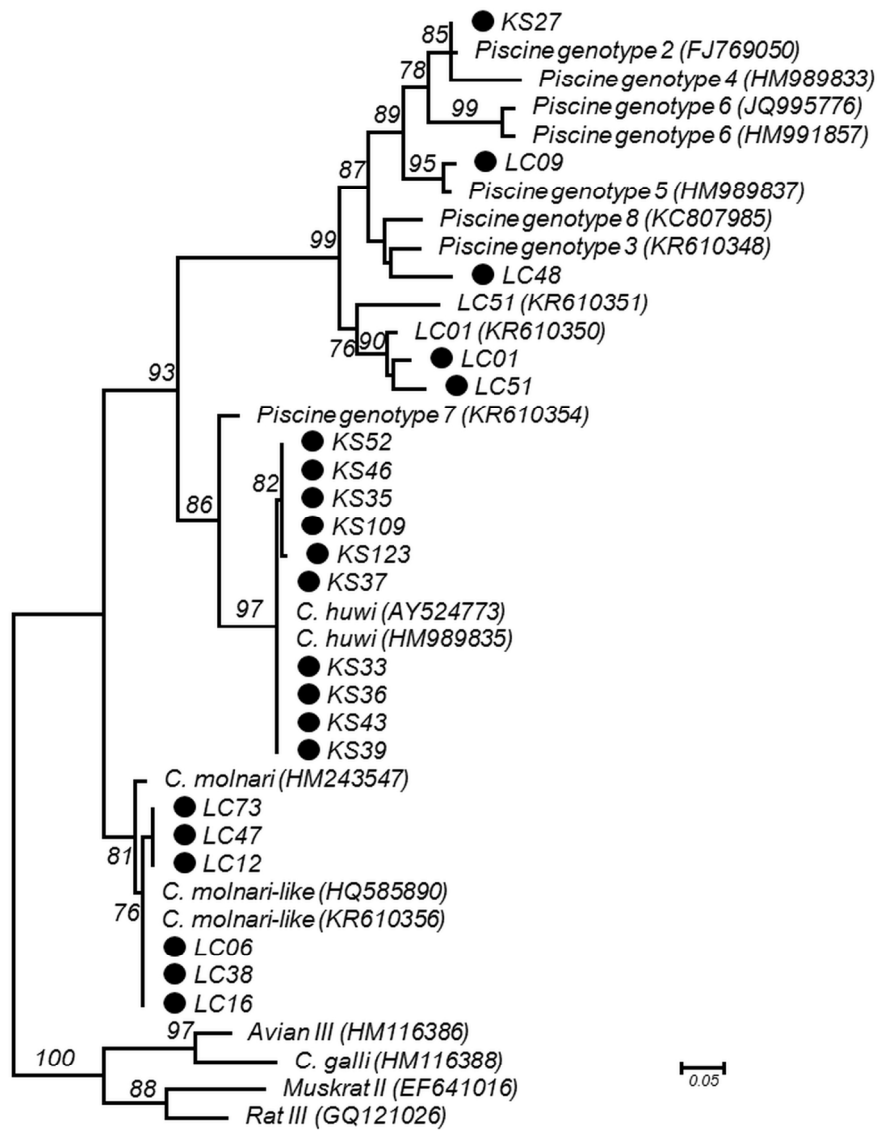 KS27
85
Piscine genotype 2 (FJ769050)
78
Piscine genotype 4 (HM989833)
99
Piscine genotype 6 (JQ995776)
89
Piscine genotype 6 (HM991857)
95
LC09
87
Piscine genotype 5 (HM989837)
Piscine genotype 8 (KC807985)
99
Piscine genotype 3 (KR610348)
LC48
LC51 (KR610351)
LC01 (KR610350)
76
90
LC01
93
LC51
Piscine genotype 7 (KR610354)
KS52
KS46
82
KS35
86
KS109
KS123
KS37
97
C. huwi (AY524773)
C. huwi (HM989835)
KS33
KS36
KS43
KS39
C. molnari (HM243547)
LC73
LC47
81
LC12
C. molnari-like (HQ585890)
76
C. molnari-like (KR610356)
LC06
LC38
LC16
97
Avian III (HM116386)
100
C. galli (HM116388)
88
Muskrat II (EF641016)
0.05
Rat III (GQ121026)